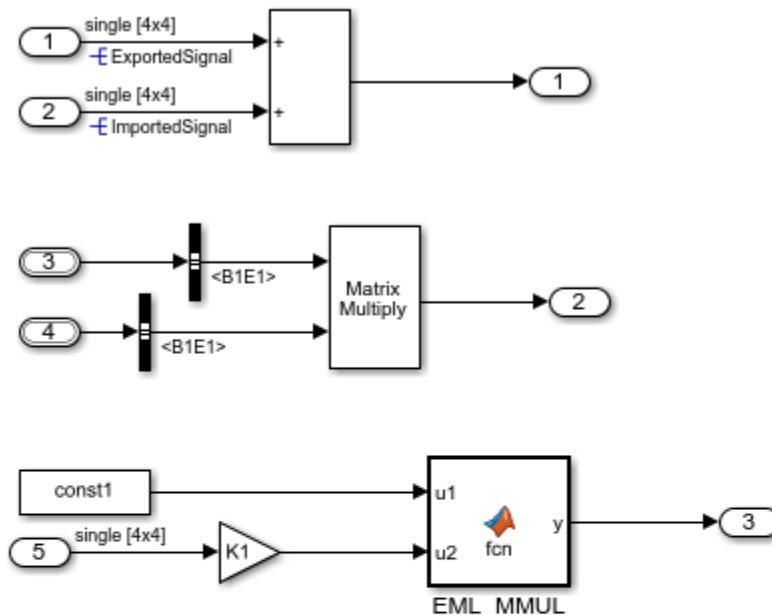 single [4x4]
1
+
ExportedSignal
1
single [4x4]
2
+
ImportedSignal
3
<B1E1>
Matrix
Multiply
2
4
<B1E1>
const1
u1
single [4x4]
5
K1
u2
fcn
y
3
EML_MMUL